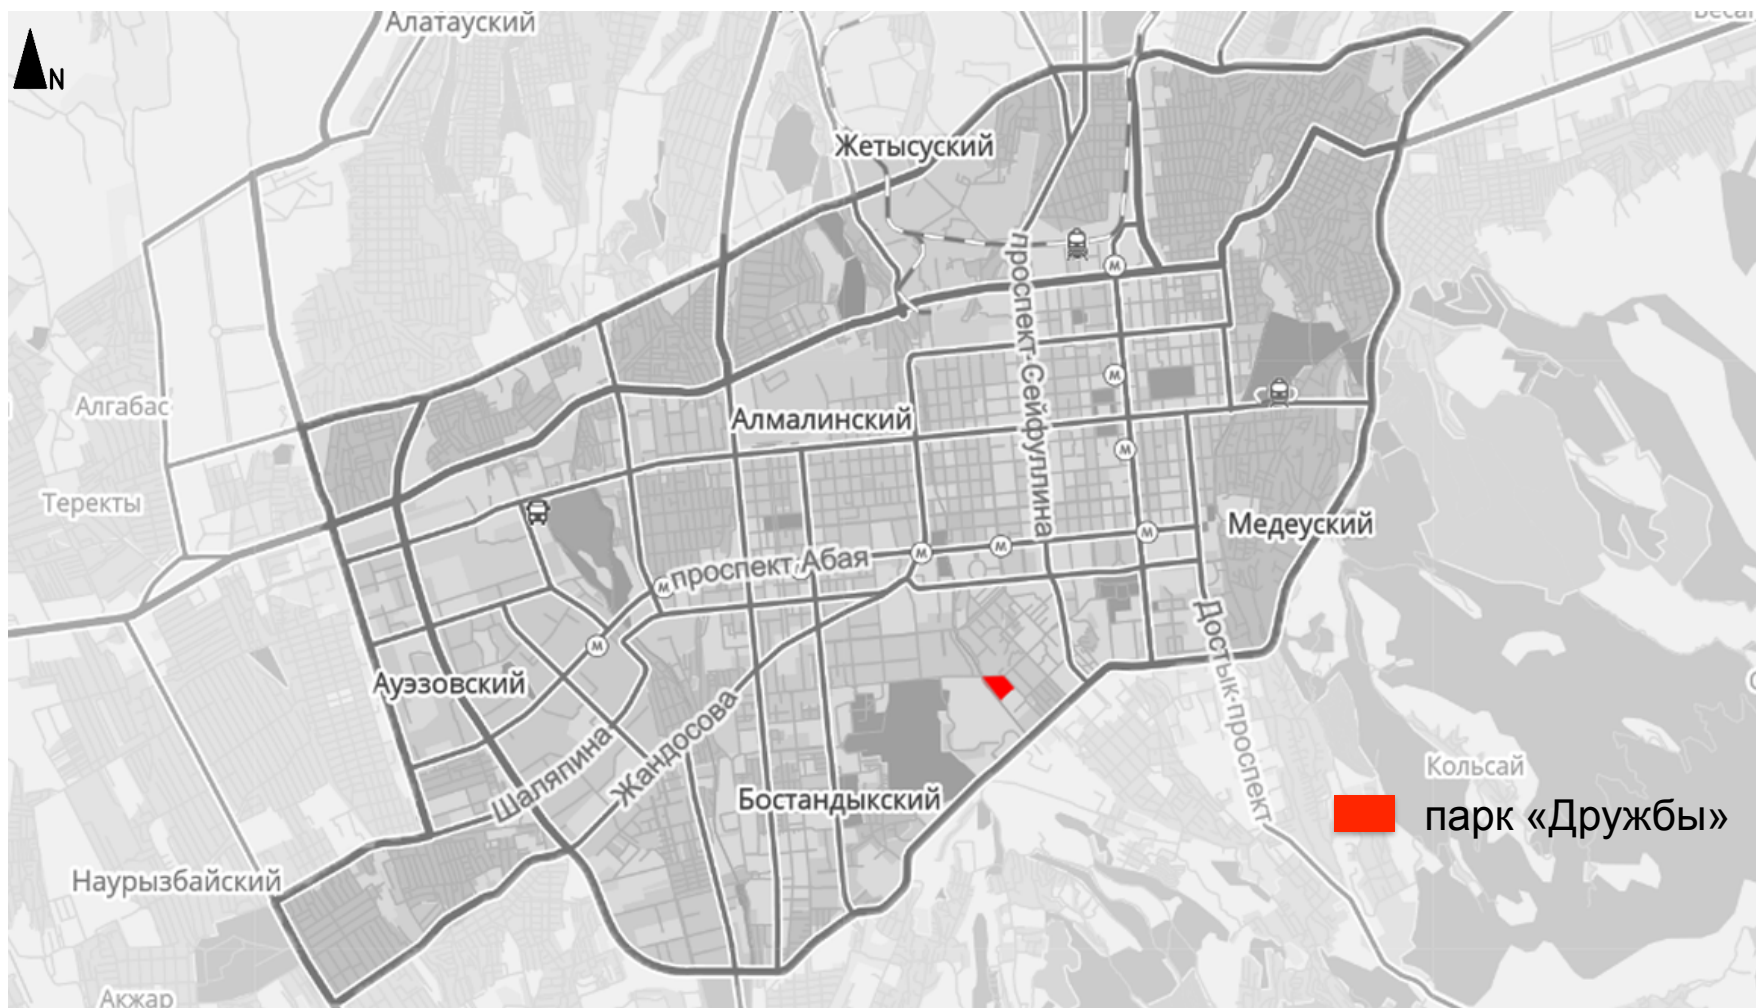 Алатауский
N
Жетысуский
проспект Сейфуллина
Алгабас
Алмалинский
Теректы
Медеуский
проспект Абая
М
М
М
М
М
М
М
М
Ауэзовский
Достык проспект
Жандосова
Шаляпина
Кольсай
Бостандыкский
парк «Дружбы»
Наурызбайский
Акжар